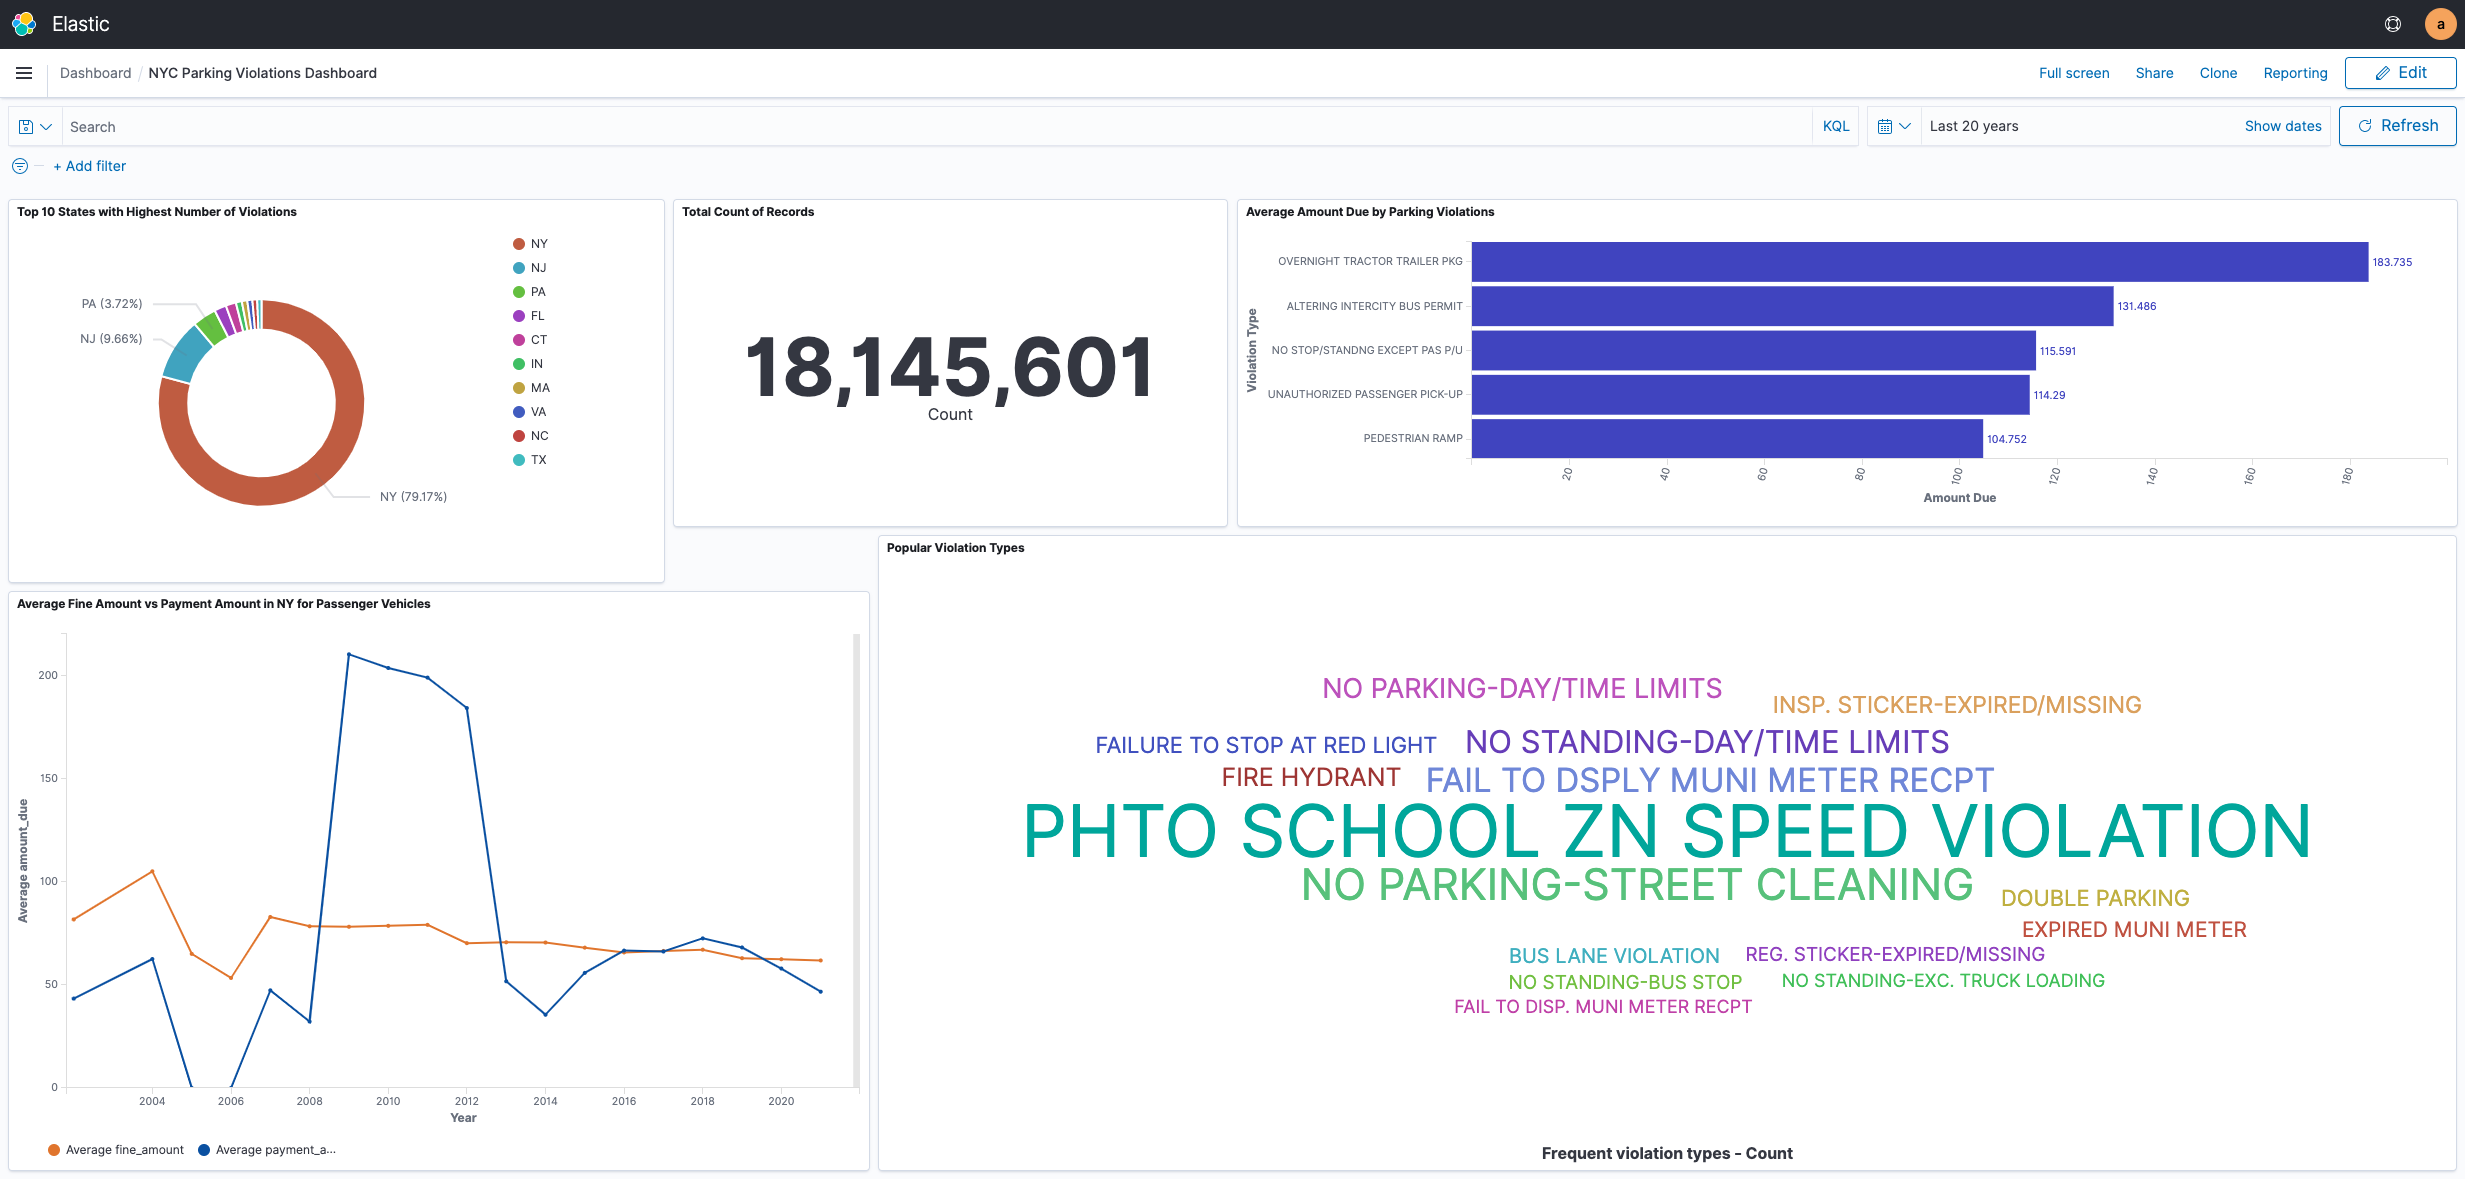 Elastic
a
Dashboard / NYC Parking Violations Dashboard
Full screen
Share
Clone
Reporting
Edit
Search
KQL
Last 20 years
Show dates
Refresh
+ Add filter
Top 10 States with Highest Number of Violations
PA (3.72%)
NJ (9.66%)
NY (79.17%)
NY
NJ
PA
FL
CT
IN
MA
VA
NC
TX
Total Count of Records
18,145,601
Count
Average Amount Due by Parking Violations
Violation Type
OVERNIGHT TRACTOR TRAILER PKG
183.735
ALTERING INTERCITY BUS PERMIT
131.486
NO STOP/STANDNG EXCEPT PAS P/U
115.591
UNAUTHORIZED PASSENGER PICK-UP
114.29
PEDESTRIAN RAMP
104.752
20
40
60
80
100
120
140
160
180
Amount Due
Average Fine Amount vs Payment Amount in NY for Passenger Vehicles
Average amount_due
200
150
100
50
0
2004
2006
2008
2010
2012
2014
2016
2018
2020
Year
Average fine_amount
Average payment_a...
Popular Violation Types
NO PARKING-DAY/TIME LIMITS
INSP. STICKER-EXPIRED/MISSING
FAILURE TO STOP AT RED LIGHT
NO STANDING-DAY/TIME LIMITS
FIRE HYDRANT
FAIL TO DSPLY MUNI METER RECPT
PHTO SCHOOL ZN SPEED VIOLATION
NO PARKING-STREET CLEANING
DOUBLE PARKING
EXPIRED MUNI METER
BUS LANE VIOLATION
REG. STICKER-EXPIRED/MISSING
NO STANDING-BUS STOP
NO STANDING-EXC. TRUCK LOADING
FAIL TO DISP. MUNI METER RECPT
Frequent violation types - Count